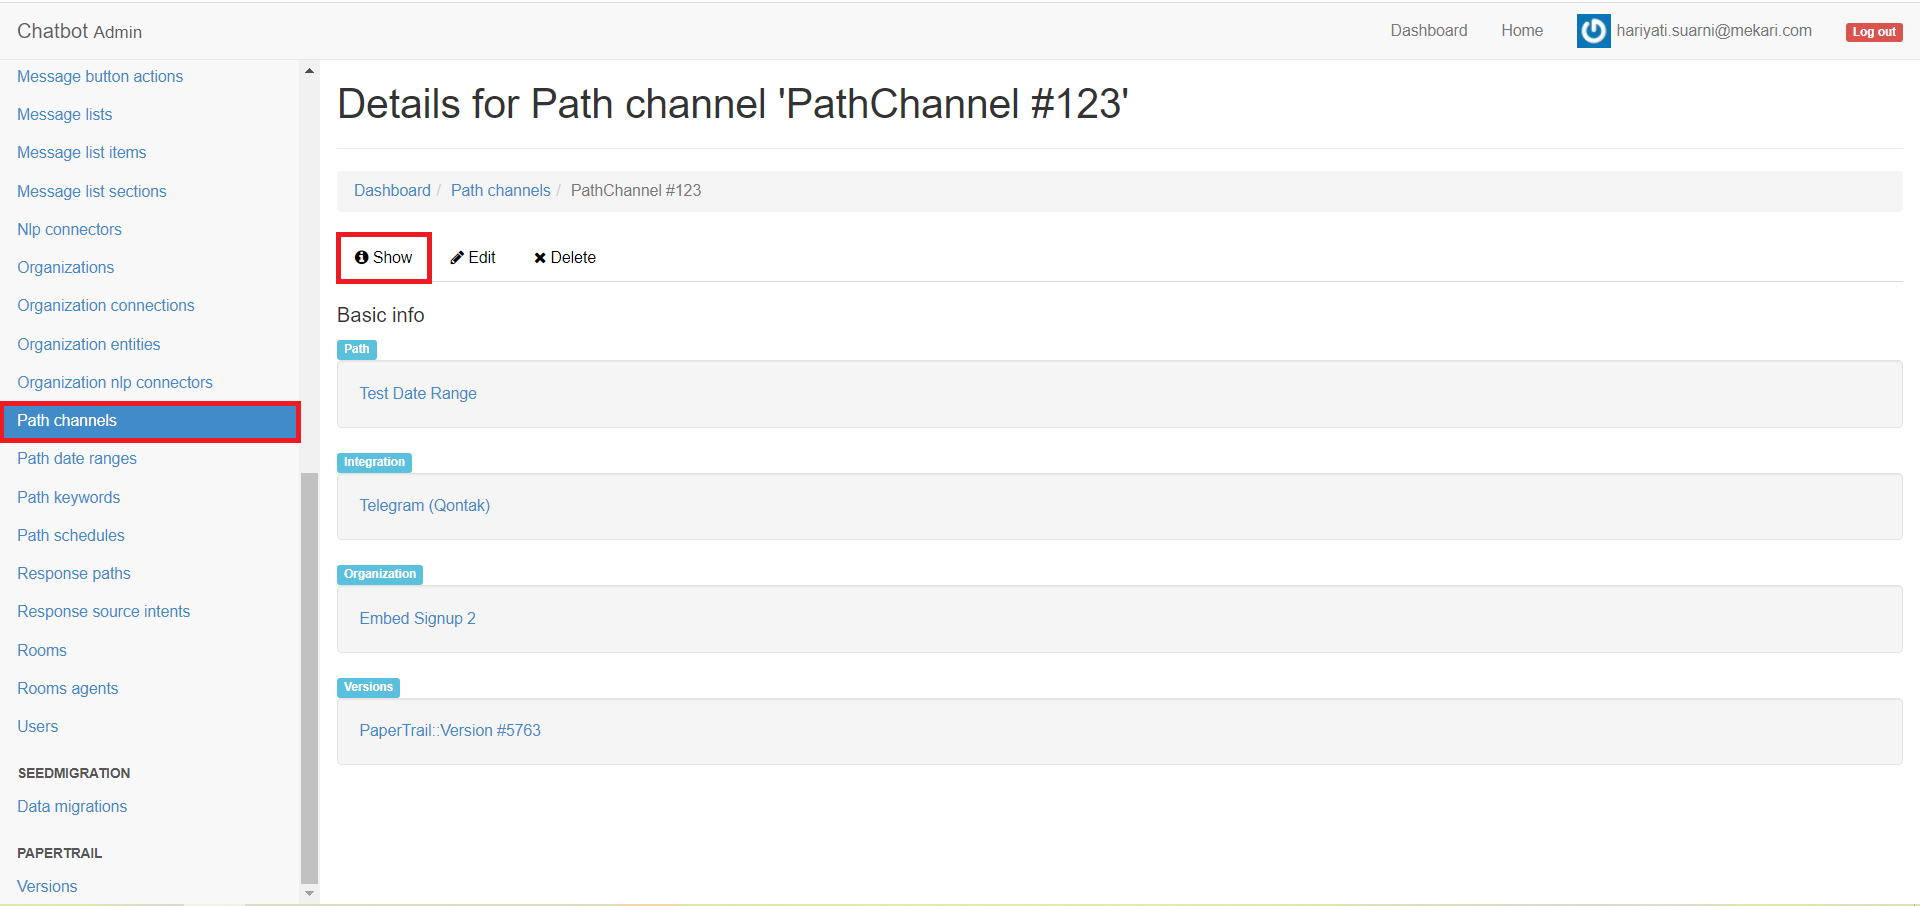 Chatbot Admin
Dashboard
Home
hariyati.suarni@mekari.com
Log out
Message button actions
Message lists
Message list items
Message list sections
Nlp connectors
Organizations
Organization connections
Organization entities
Organization nlp connectors
Path channels
Path date ranges
Path keywords
Path schedules
Response paths
Response source intents
Rooms
Rooms agents
Users
SEEDMIGRATION
Data migrations
PAPERTRAIL
Versions
Details for Path channel 'PathChannel #123'
Dashboard / Path channels / PathChannel #123
Show
Edit
Delete
Basic info
Path
Test Date Range
Integration
Telegram (Qontak)
Organization
Embed Signup 2
Versions
PaperTrail::Version #5763